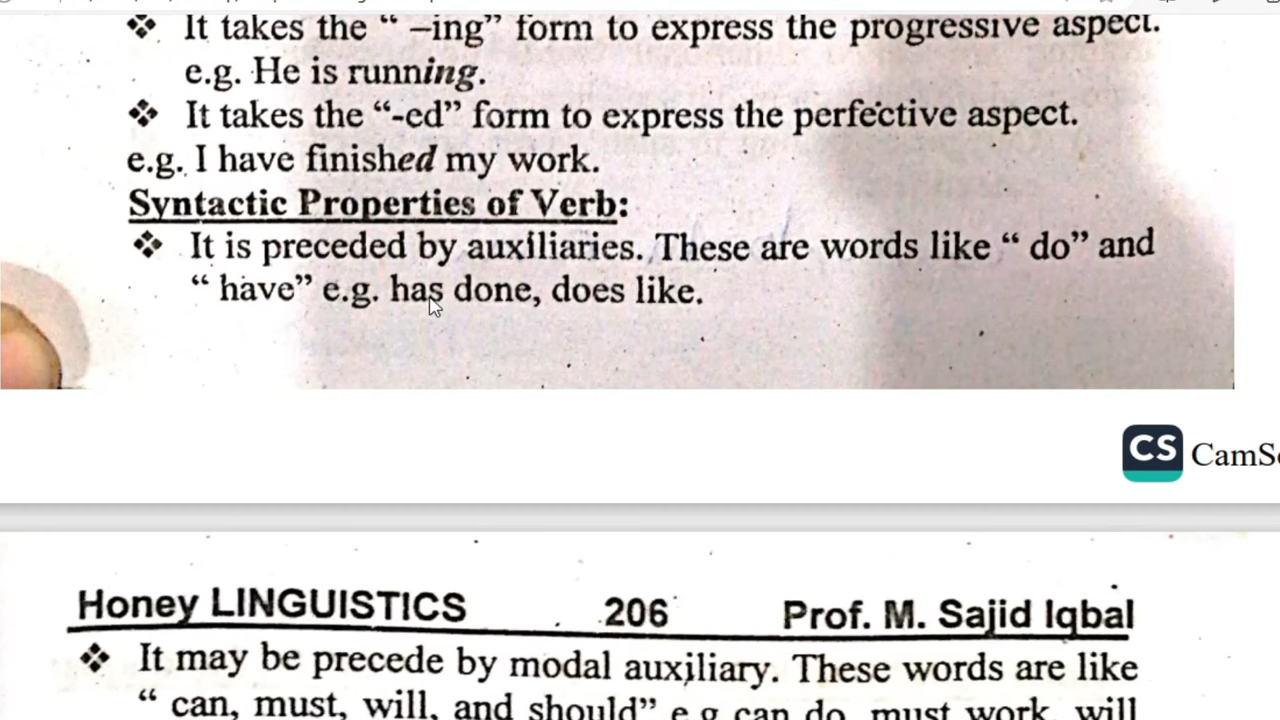 ❖ It takes the “ –ing” form to express the progressive aspect.
e.g. He is running.
❖ It takes the “-ed” form to express the perfective aspect.
e.g. I have finished my work.
Syntactic Properties of Verb:
❖ It is preceded by auxiliaries. These are words like “ do” and
“ have” e.g. has done, does like.
CS CamSc
Honey LINGUISTICS 206 Prof. M. Sajid Iqbal
❖ It may be precede by modal auxiliary. These words are like
“ can, must, will, and should” e.g can do, must work, will